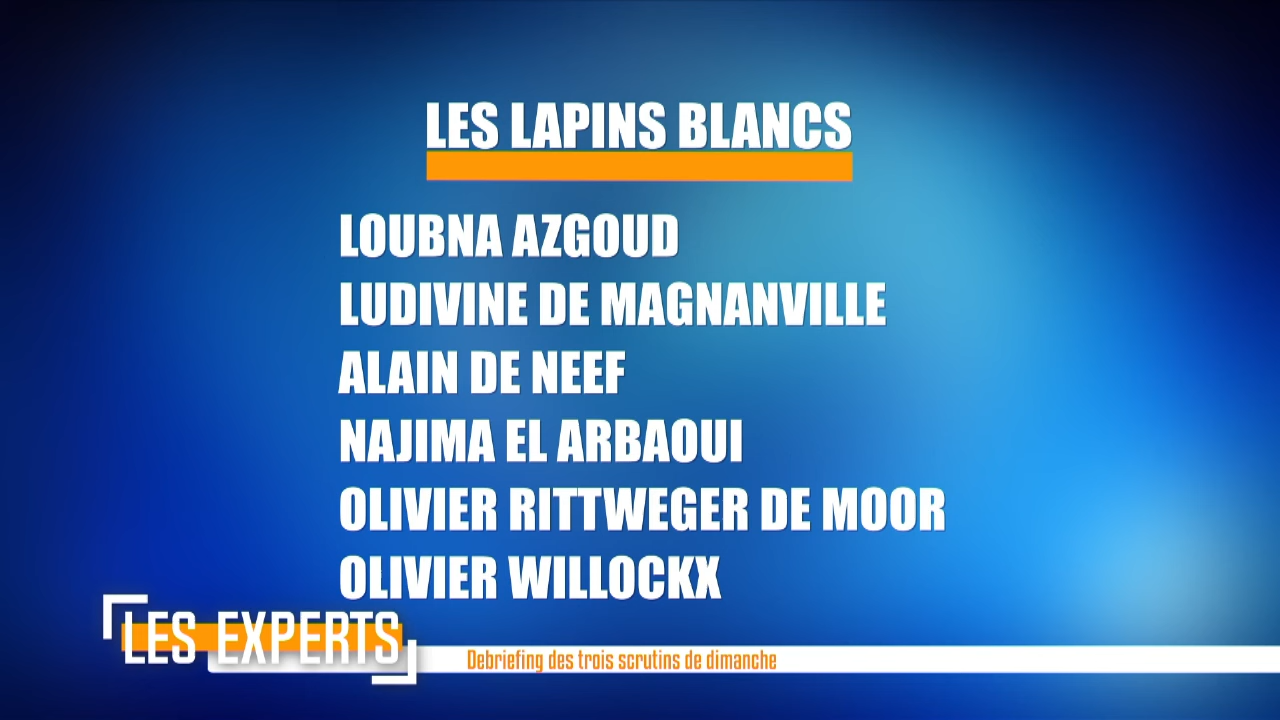 LES LAPINS BLANCS
LOUBNA AZGOUD
LUDIVINE DE MAGNANVILLE
ALAIN DE NEEF
NAJIMA EL ARBAOUI
OLIVIER RITTWEGER DE MOOR
OLIVIER WILLOCKX
LES EXPERTS
Debriefing des trois scrutins de dimanche